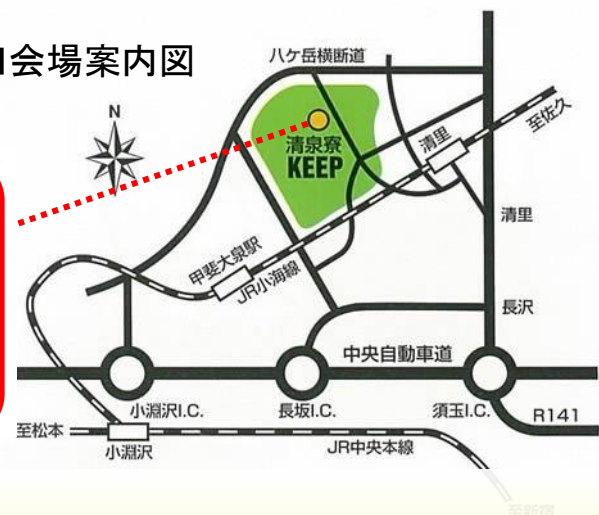 会場案内図
八ケ岳横断道
N
至佐久
清里
清泉寮
KEEP
清里
甲斐大泉駅
JR小海線
長沢
中央自動車道
小淵沢I.C.
長坂I.C.
須玉I.C.
R141
至松本
小淵沢
JR中央本線
至新宿